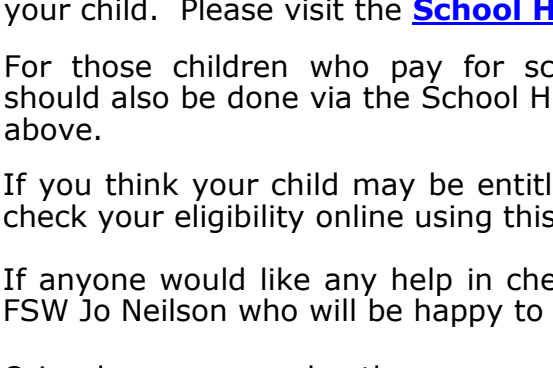 your child. Please visit the School H
For those children who pay for sc
should also be done via the School H
above.
If you think your child may be entitl
check your eligibility online using this
If anyone would like any help in che
FSW Jo Neilson who will be happy to